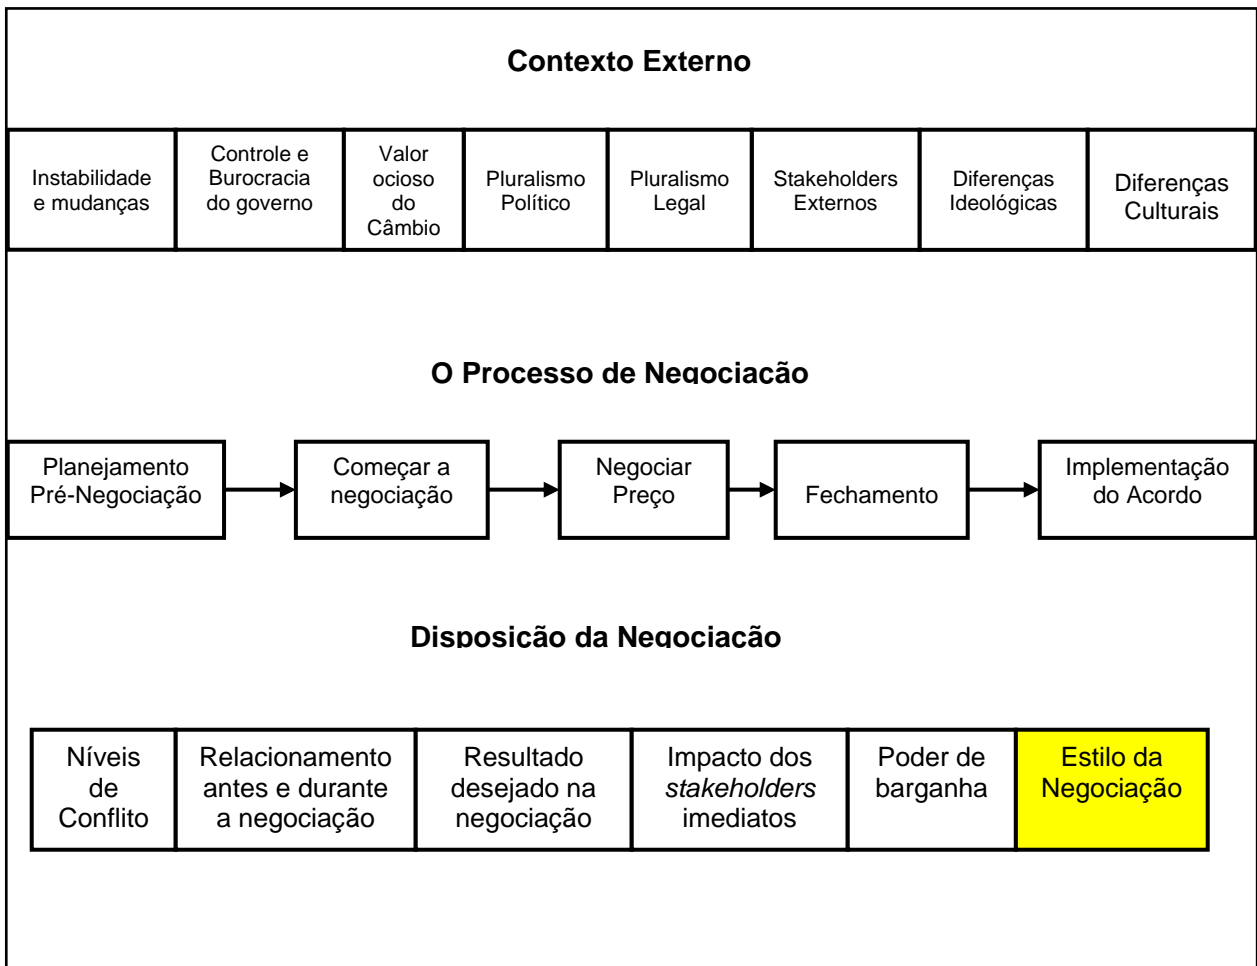 Contexto Externo
Instabilidade
e mudanças
Controle e
Burocracia
do governo
Valor
ocioso
do
Câmbio
Pluralismo
Político
Pluralismo
Legal
Stakeholders
Externos
Diferenças
Ideológicas
Diferenças
Culturais
O Processo de Negociação
Planejamento
Pré-Negociação
Começar a
negociação
Negociar
Preço
Fechamento
Implementação
do Acordo
Disposição da Negociação
Níveis
de
Conflito
Relacionamento
antes e durante
a negociação
Resultado
desejado na
negociação
Impacto dos
stakeholders
imediatos
Poder de
barganha
Estilo da
Negociação